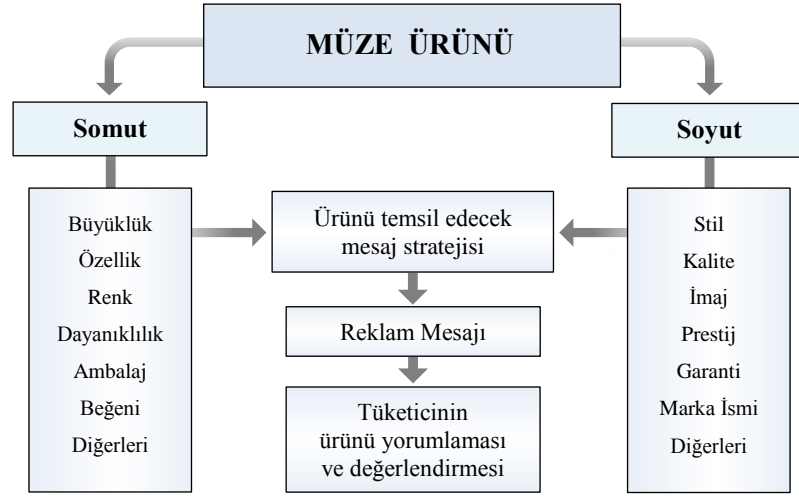 MÜZE ÜRÜNÜ
Somut
Soyut
Büyüklük
Özellik
Renk
Dayanıklılık
Ambalaj
Beğeni
Diğerleri
Ürünü temsil edecek
mesaj stratejisi
Reklam Mesajı
Tüketicinin
ürünü yorumlaması
ve değerlendirmesi
Stil
Kalite
İmaj
Prestij
Garanti
Marka İsmi
Diğerleri